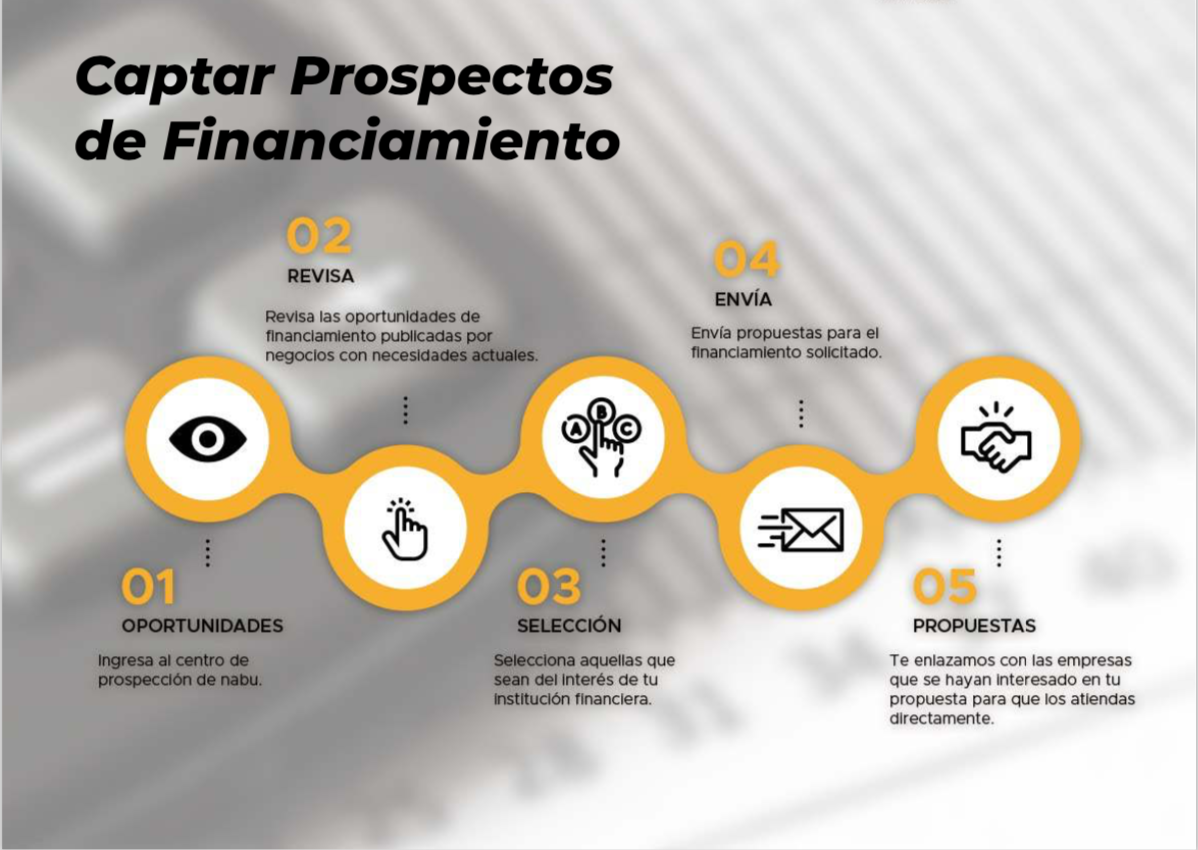 Captar Prospectos
de Financiamiento
01
OPORTUNIDADES
Ingresa al centro de
prospección de nabu.
02
REVISA
Revisa las oportunidades de
financiamiento publicadas por
negocios con necesidades actuales.
03
SELECCIÓN
Selecciona aquellas que
sean del interés de tu
institución financiera.
A
B
C
04
ENVÍA
Envía propuestas para el
financiamiento solicitado.
05
PROPUESTAS
Te enlazamos con las empresas
que se hayan interesado en tu
propuesta para que los atiendas
directamente.